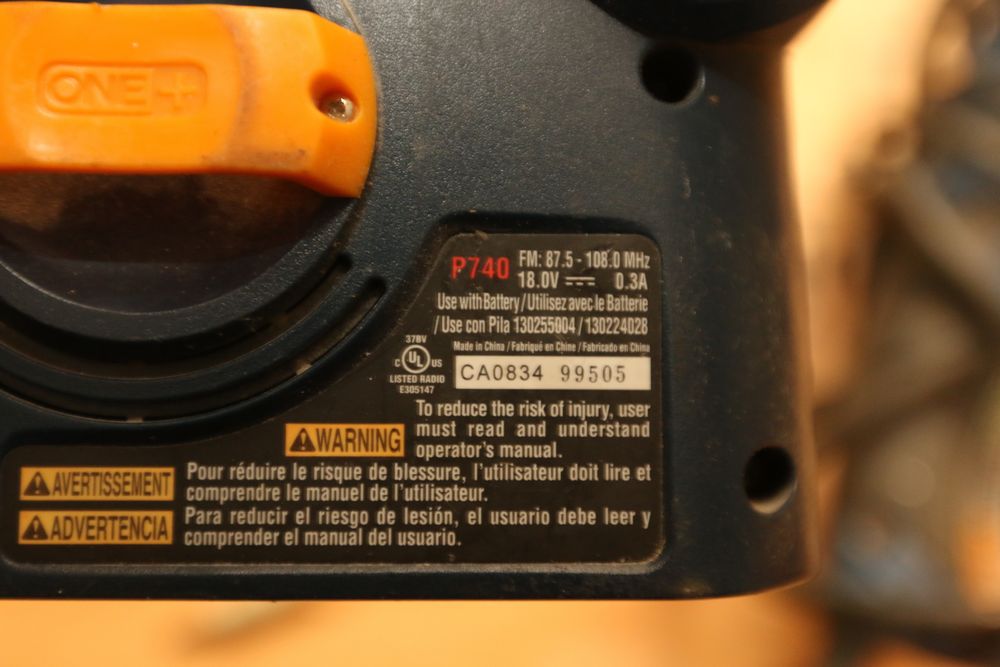 ONE+
P740 FM: 87.5 - 108.0 MHz
18.0V 0.3A
Use with Battery / Utilisez avec le Batterie
/ Use con Pila 130255004 / 130224028
Made in China / Fabriqué en Chine / Fabricado en China
37BV
C UL US
LISTED RADIO
E305147
CA0834 99505
WARNING
To reduce the risk of injury, user
must read and understand
operator's manual.
AVERTISSEMENT
Pour réduire le risque de blessure, l'utilisateur doit lire et
comprendre le manuel de l'utilisateur.
ADVERTENCIA
Para reducir el riesgo de lesión, el usuario debe leer y
comprender el manual del usuario.